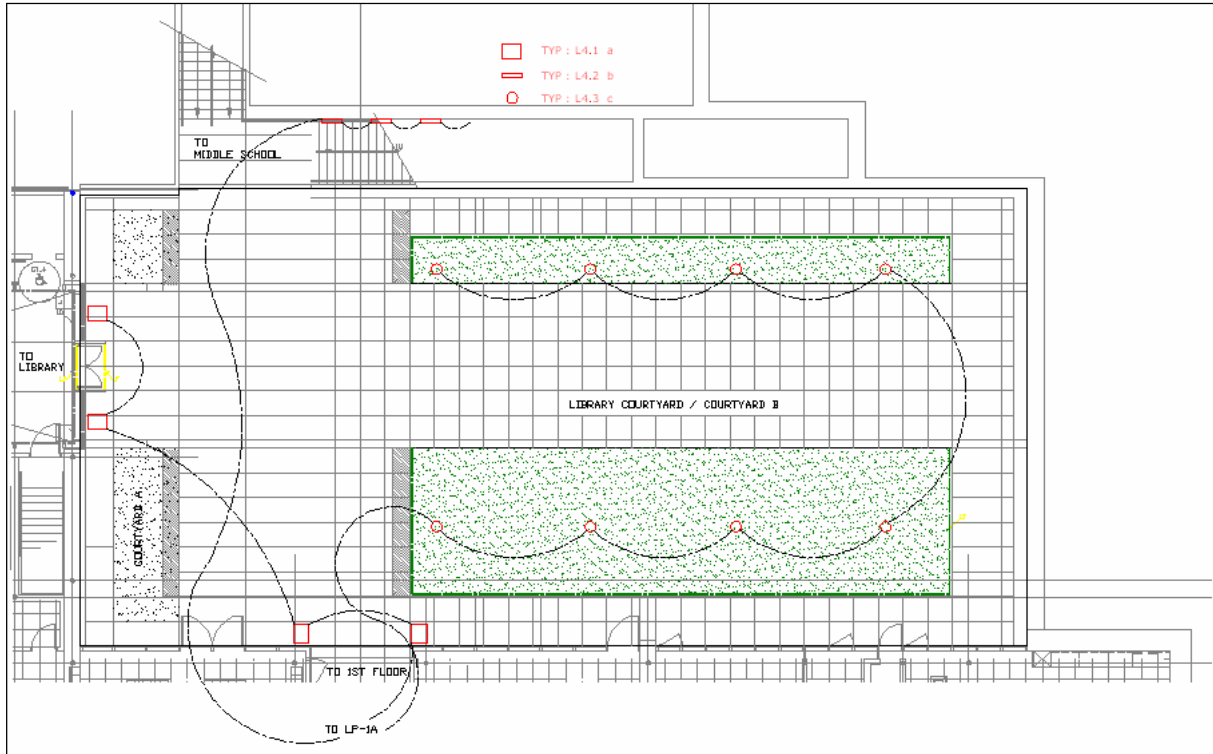 TYP : L4.1 a
TYP : L4.2 b
TYP : L4.3 c
TO
MIDDLE SCHOOL
TO
LIBRARY
LIBRARY COURTYARD / COURTYARD B
COURTYARD A
TO 1ST FLOOR
TO LP-1A